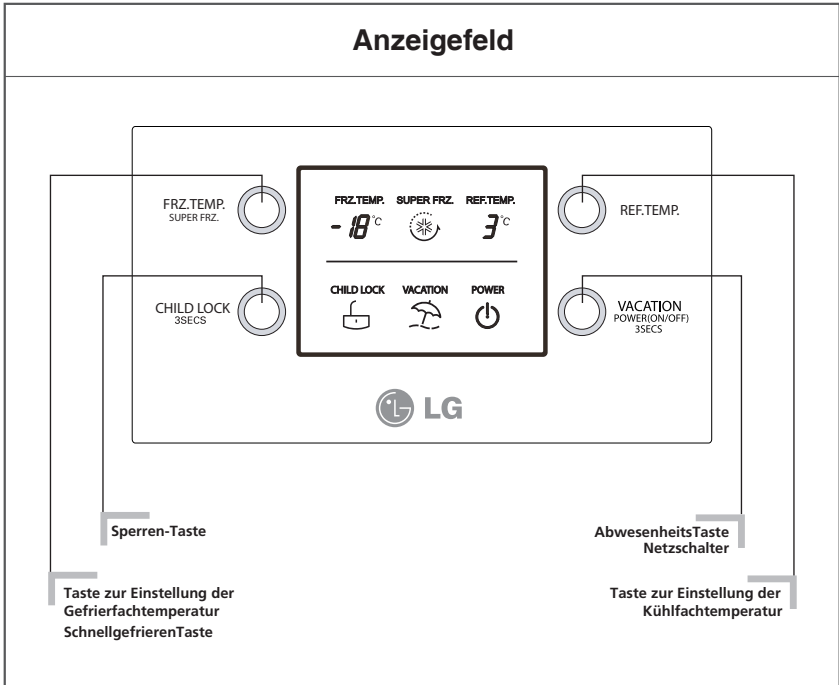 Anzeigefeld
FRZ.TEMP.
SUPER FRZ.
FRZ.TEMP. SUPER FRZ. REF.TEMP.
-18°C 3°C
REF.TEMP.
CHILD LOCK
3SECS
CHILD LOCK VACATION POWER
VACATION
POWER(ON/OFF)
3SECS
LG
Sperren-Taste
AbwesenheitsTaste
Netzschalter
Taste zur Einstellung der
Gefrierfachtemperatur
SchnellgefrierenTaste
Taste zur Einstellung der
Kühlfachtemperatur